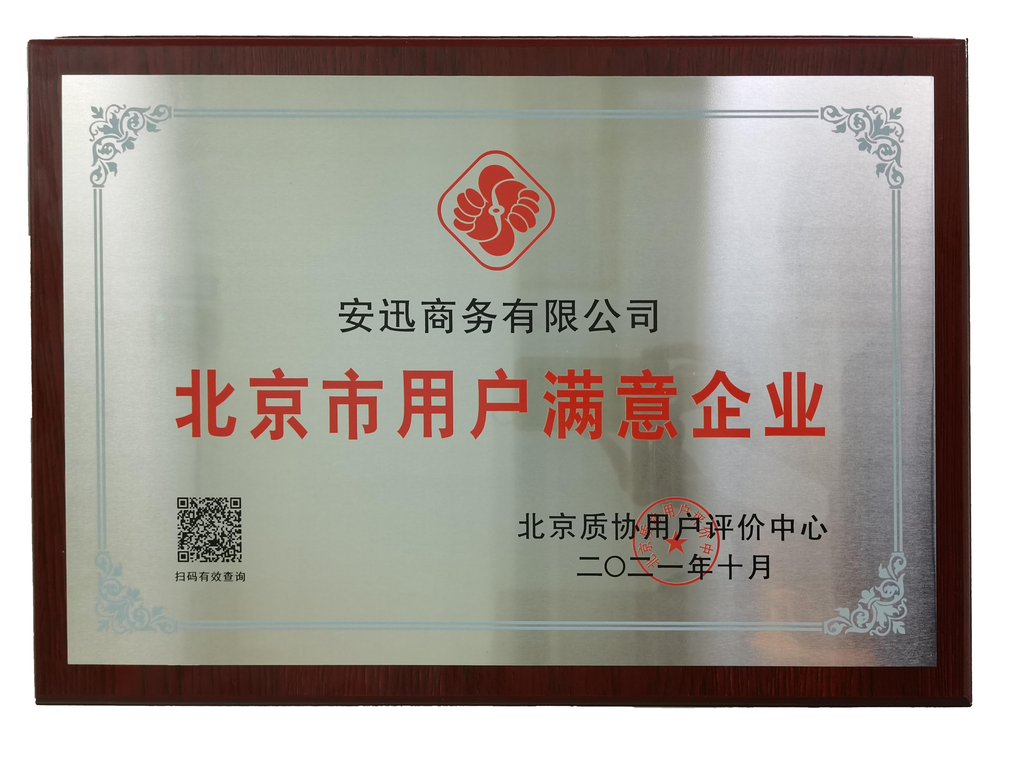 安迅商务有限公司
北京市用户满意企业
扫码有效查询
北京质协用户评价中心
二〇二一年十月